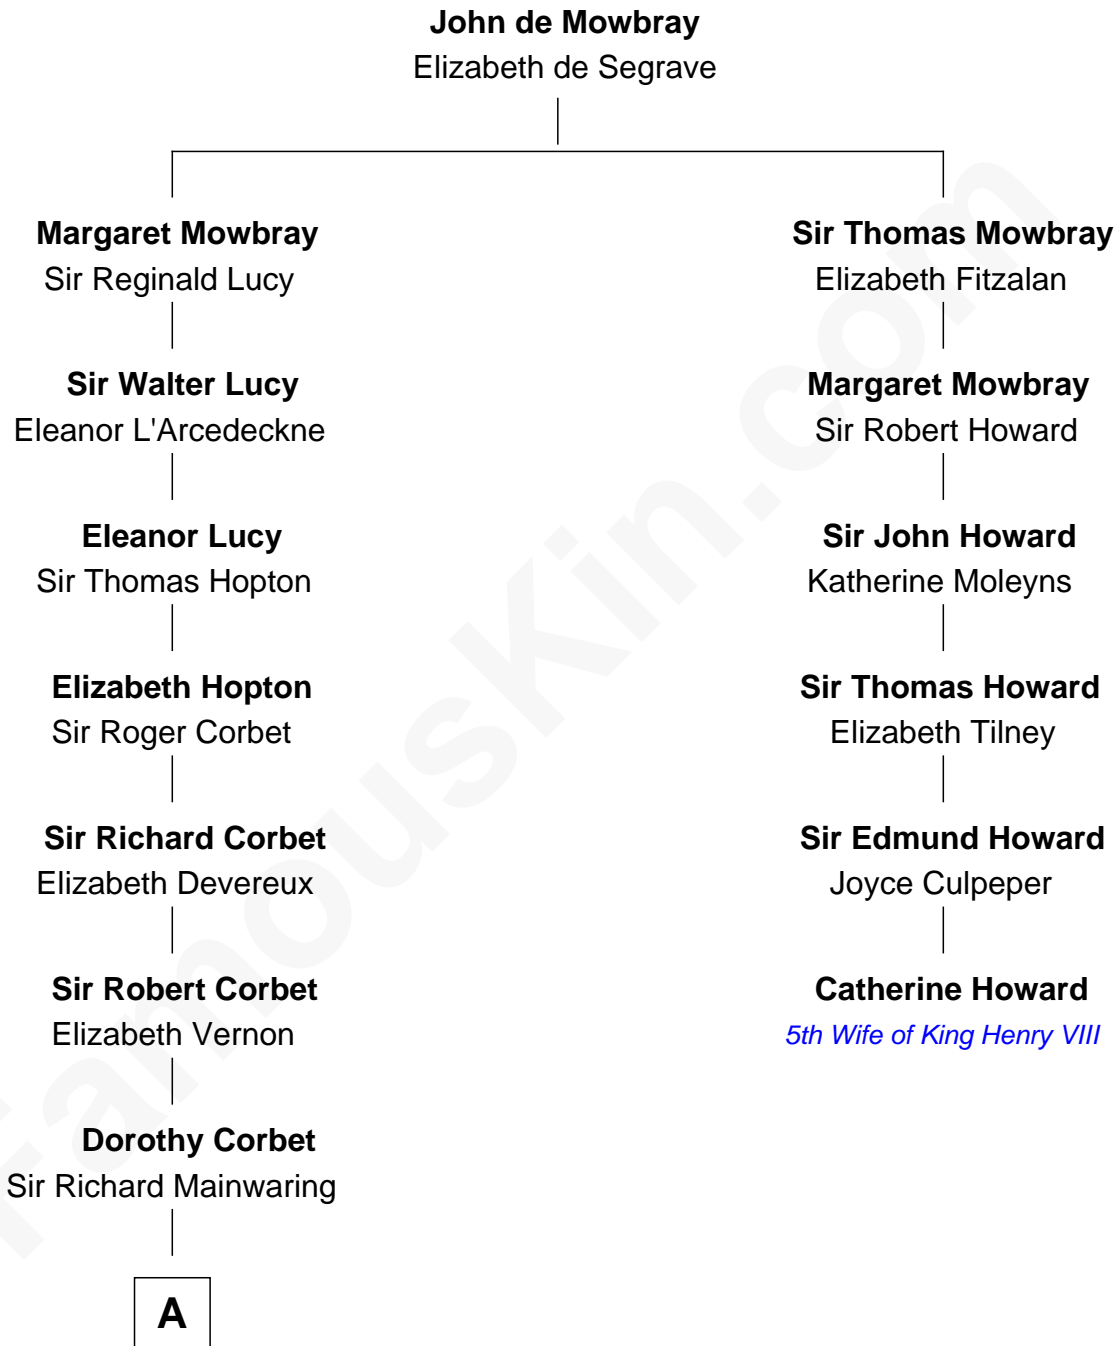 John de Mowbray
Elizabeth de Segrave
Margaret Mowbray
Sir Reginald Lucy
Sir Thomas Mowbray
Elizabeth Fitzalan
Sir Walter Lucy
Eleanor L'Arcedeckne
Margaret Mowbray
Sir Robert Howard
Eleanor Lucy
Sir Thomas Hopton
Sir John Howard
Katherine Moleyns
Elizabeth Hopton
Sir Roger Corbet
Sir Thomas Howard
Elizabeth Tilney
Sir Richard Corbet
Elizabeth Devereux
Sir Edmund Howard
Joyce Culpeper
Sir Robert Corbet
Elizabeth Vernon
Catherine Howard
5th Wife of King Henry VIII
Dorothy Corbet
Sir Richard Mainwaring
A
FamousKin.com